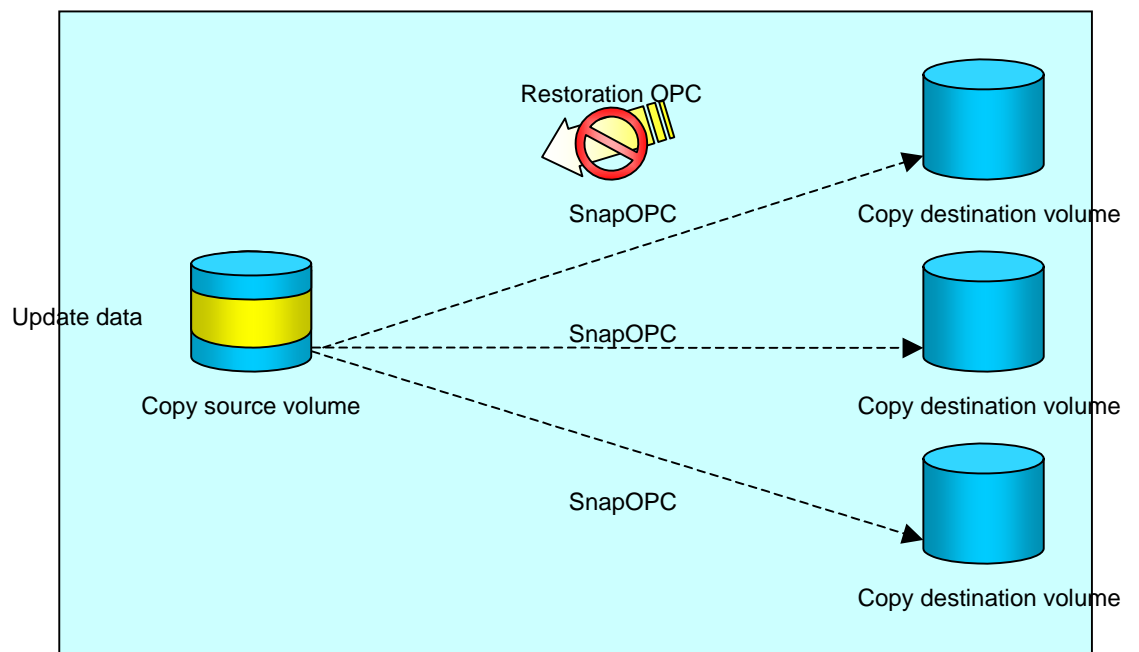 Restoration OPC
SnapOPC
Copy destination volume
Update data
SnapOPC
Copy source volume
Copy destination volume
SnapOPC
Copy destination volume